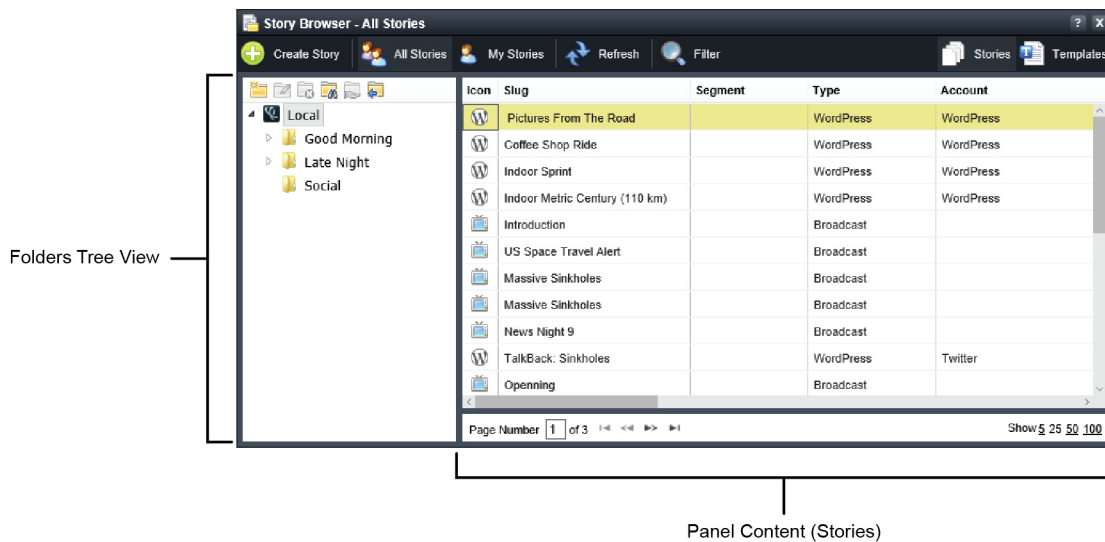 Story Browser - All Stories ? X
Create Story All Stories My Stories Refresh Filter Stories Templates
Icon Slug Segment Type Account
Local
Good Morning
Late Night
Social
Pictures From The Road WordPress WordPress
Coffee Shop Ride WordPress WordPress
Indoor Sprint WordPress WordPress
Indoor Metric Century (110 km) WordPress WordPress
Introduction Broadcast
US Space Travel Alert Broadcast
Massive Sinkholes Broadcast
Massive Sinkholes Broadcast
News Night 9 Broadcast
TalkBack: Sinkholes WordPress Twitter
Openning Broadcast
Page Number 1 of 3 Show 5 25 50 100
Folders Tree View
Panel Content (Stories)